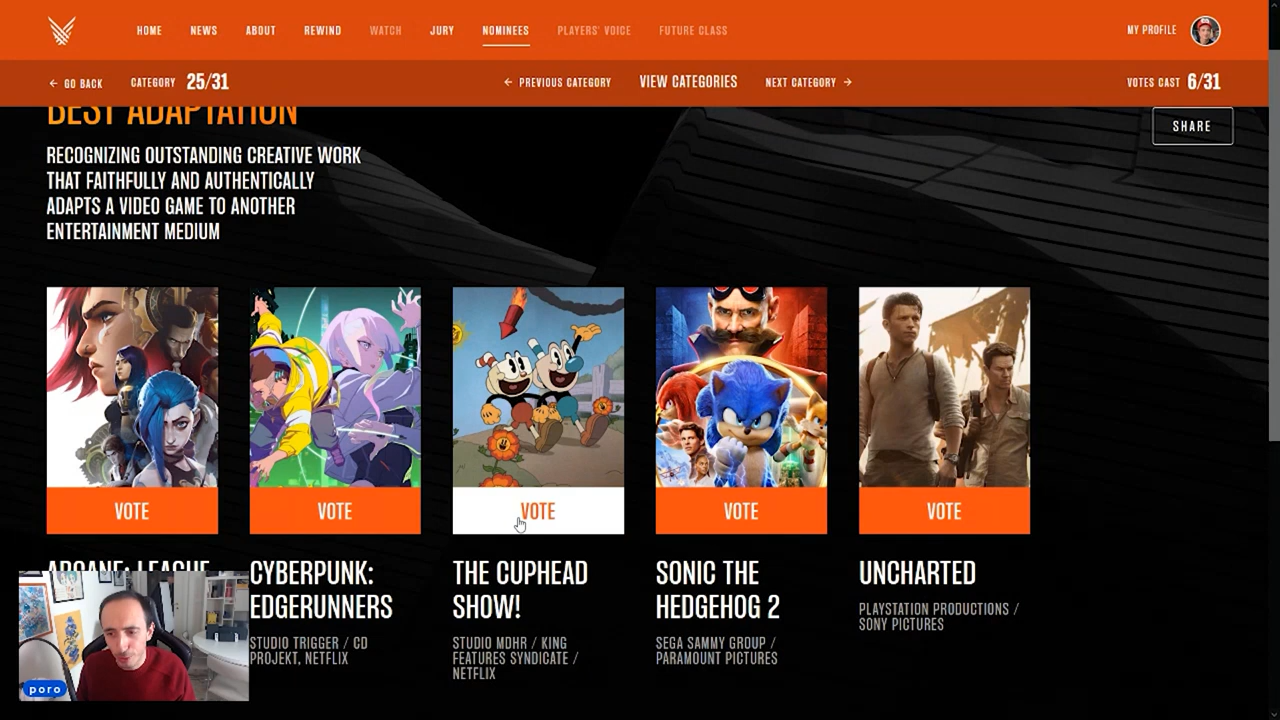 HOME NEWS ABOUT REWIND WATCH JURY NOMINEES PLAYERS' VOICE FUTURE CLASS MY PROFILE
← GO BACK CATEGORY 25/31 ← PREVIOUS CATEGORY VIEW CATEGORIES NEXT CATEGORY → VOTES CAST 6/31
BEST ADAPTATION
SHARE
RECOGNIZING OUTSTANDING CREATIVE WORK
THAT FAITHFULLY AND AUTHENTICALLY
ADAPTS A VIDEO GAME TO ANOTHER
ENTERTAINMENT MEDIUM
VOTE VOTE VOTE VOTE VOTE
ARCANE: LEAGUE
CYBERPUNK:
EDGERUNNERS
STUDIO TRIGGER / CD
PROJEKT, NETFLIX
THE CUPHEAD
SHOW!
STUDIO MDHR / KING
FEATURES SYNDICATE /
NETFLIX
SONIC THE
HEDGEHOG 2
SEGA SAMMY GROUP /
PARAMOUNT PICTURES
UNCHARTED
PLAYSTATION PRODUCTIONS /
SONY PICTURES
poro